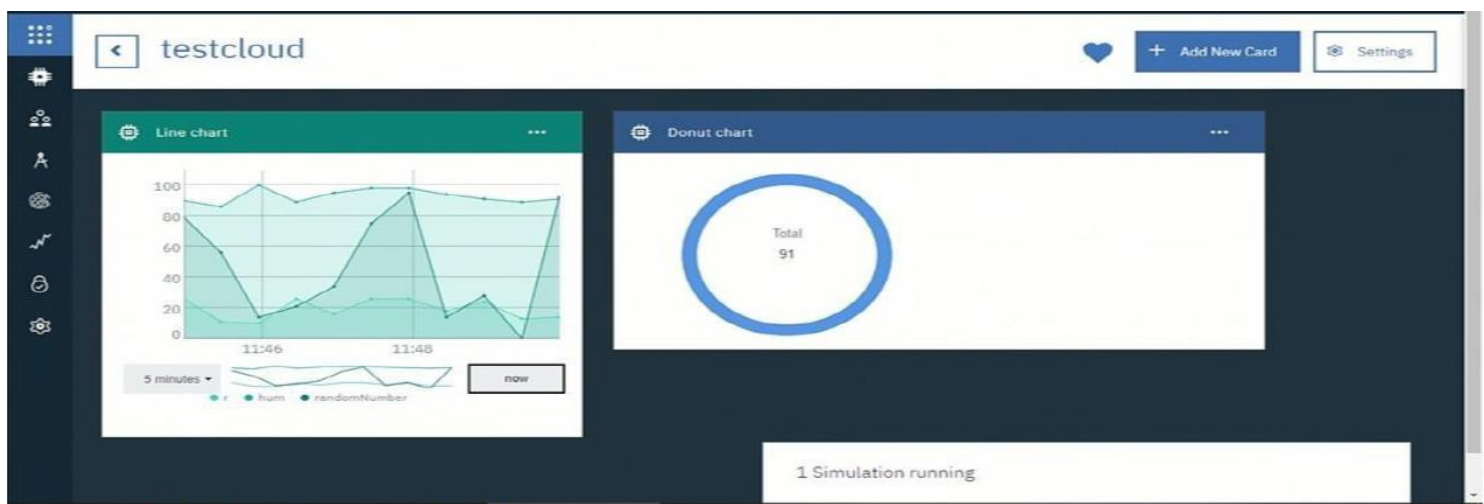 testcloud
+ Add New Card
Settings
Line chart
Donut chart
100
80
60
40
20
0
11:46 11:48
5 minutes
now
r hum randomNumber
Total
91
1 Simulation running